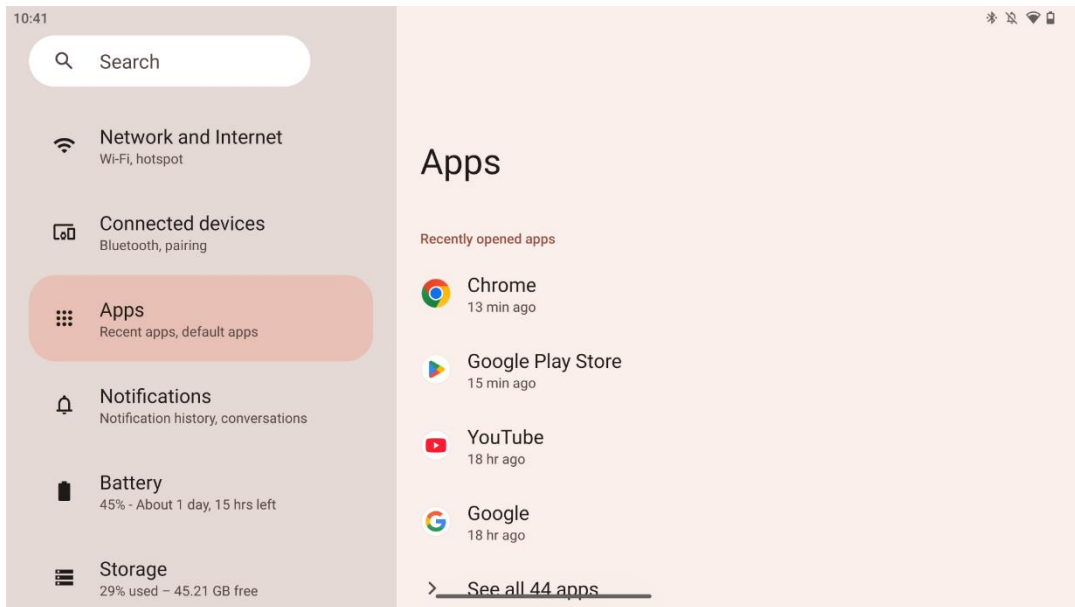 10:41
Search
Network and Internet
Wi-Fi, hotspot
Connected devices
Bluetooth, pairing
Apps
Recent apps, default apps
Notifications
Notification history, conversations
Battery
45% - About 1 day, 15 hrs left
Storage
29% used – 45.21 GB free
Apps
Recently opened apps
Chrome
13 min ago
Google Play Store
15 min ago
YouTube
18 hr ago
Google
18 hr ago
See all 44 apps